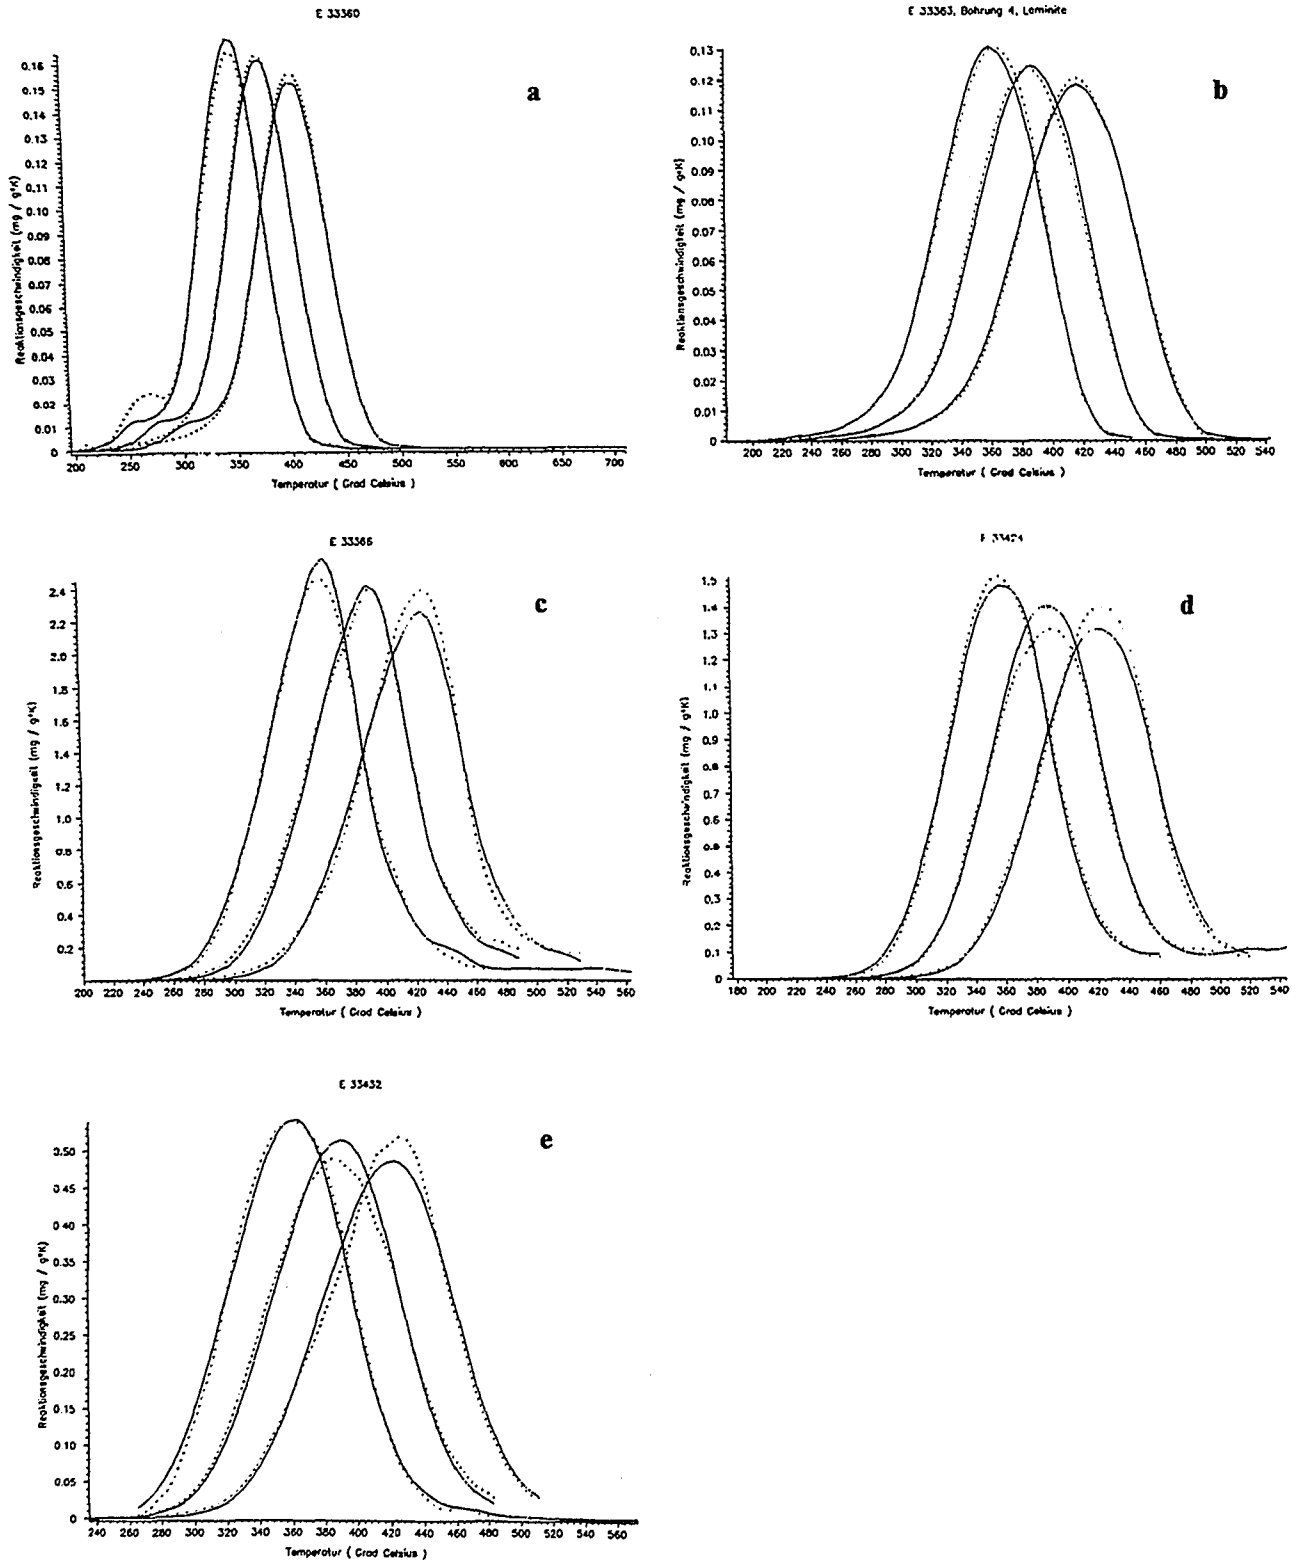 E 33360
a
0.16
0.15
0.14
0.13
0.12
0.11
0.10
0.09
0.08
0.07
0.06
0.05
0.04
0.03
0.02
0.01
0
Reaktionsgeschwindigkeit (mg / g*K)
200 250 300 350 400 450 500 550 600 650 700
Temperatur ( Grad Celsius )
E 33363, Bohrung 4, Laminite
b
0.13
0.12
0.11
0.10
0.09
0.08
0.07
0.06
0.05
0.04
0.03
0.02
0.01
0
Reaktionsgeschwindigkeit (mg / g*K)
200 220 240 260 280 300 320 340 360 380 400 420 440 460 480 500 520 540
Temperatur ( Grad Celsius )
E 33366
c
2.4
2.2
2.0
1.8
1.6
1.4
1.2
1.0
0.8
0.6
0.4
0.2
Reaktionsgeschwindigkeit (mg / g*K)
200 220 240 260 280 300 320 340 360 380 400 420 440 460 480 500 520 540 560
Temperatur ( Grad Celsius )
d
1.5
1.4
1.3
1.2
1.1
1.0
0.9
0.8
0.7
0.6
0.5
0.4
0.3
0.2
0.1
0
Reaktionsgeschwindigkeit (mg / g*K)
180 200 220 240 260 280 300 320 340 360 380 400 420 440 460 480 500 520 540
Temperatur ( Grad Celsius )
E 33432
e
0.50
0.45
0.40
0.35
0.30
0.25
0.20
0.15
0.10
0.05
0
Reaktionsgeschwindigkeit (mg / g*K)
240 260 280 300 320 340 360 380 400 420 440 460 480 500 520 540 560
Temperatur ( Grad Celsius )